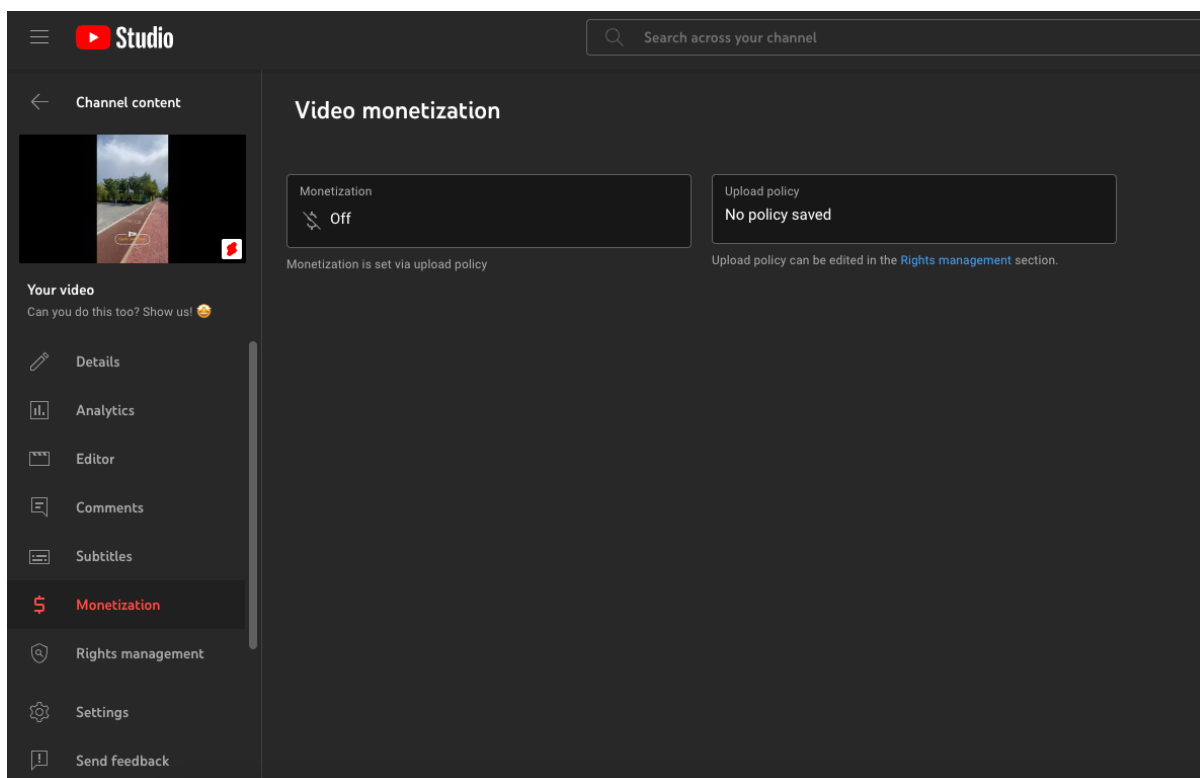 Studio
Search across your channel
Channel content
Video monetization
Monetization
Off
Monetization is set via upload policy
Upload policy
No policy saved
Upload policy can be edited in the Rights management section.
Your video
Can you do this too? Show us! 🤩
Details
Analytics
Editor
Comments
Subtitles
Monetization
Rights management
Settings
Send feedback